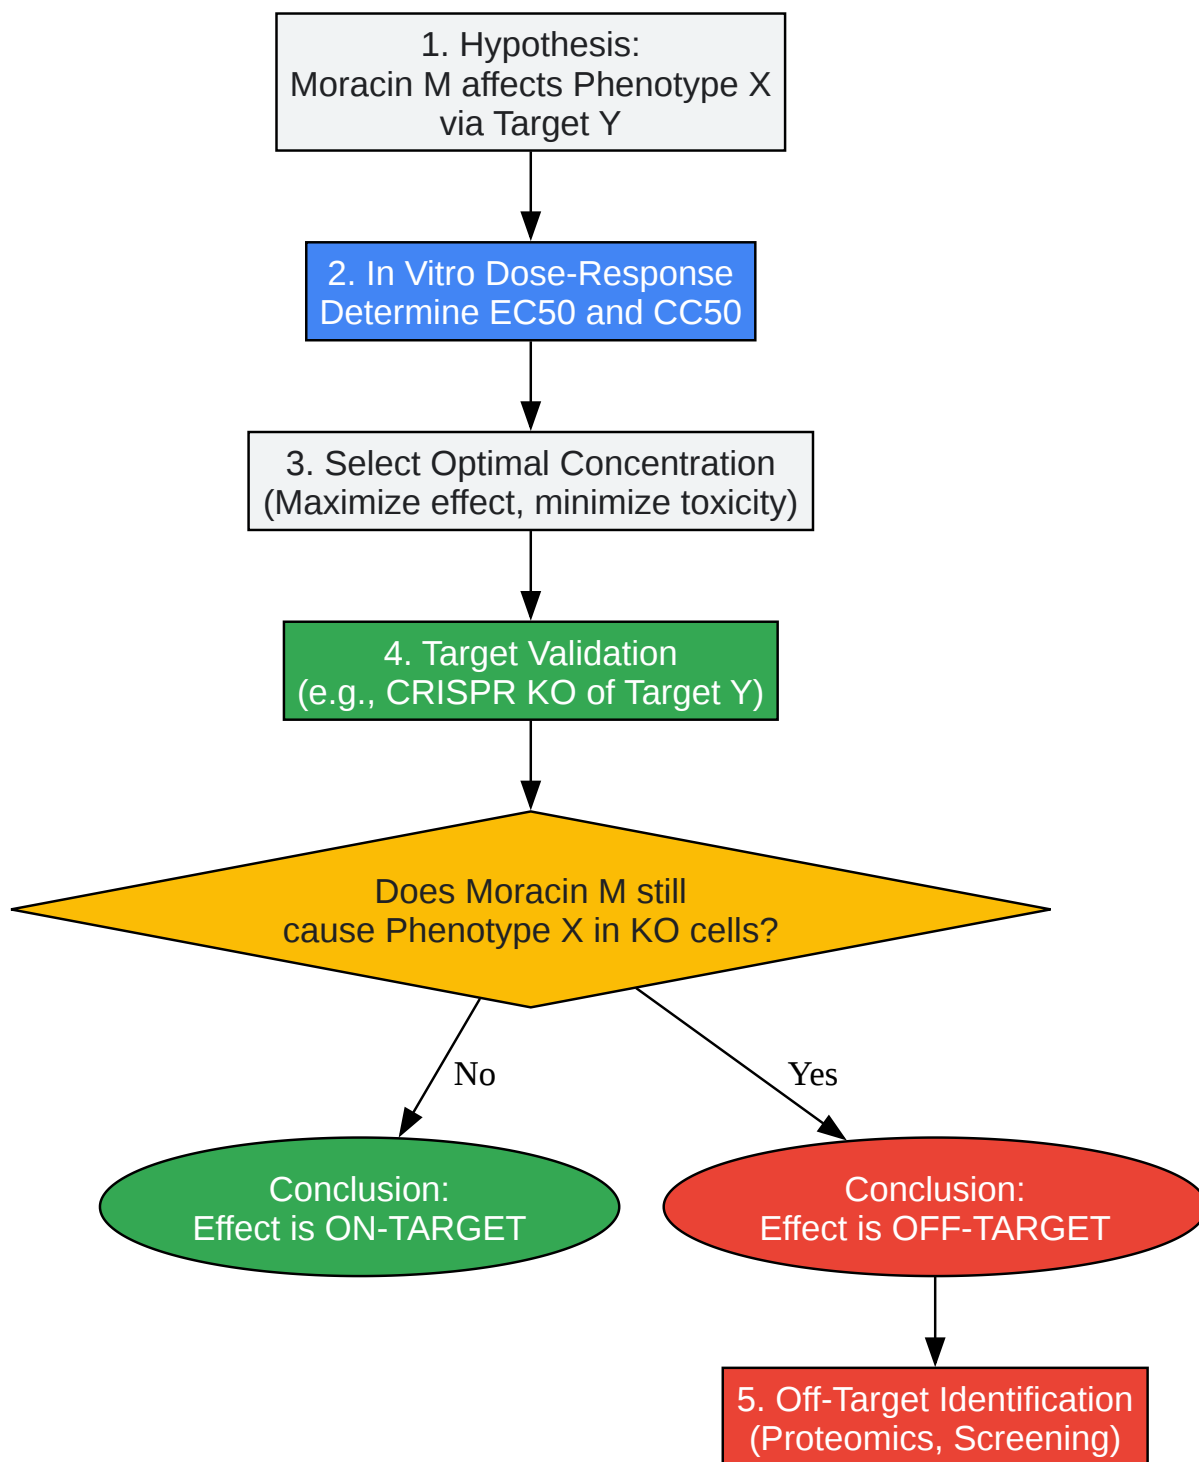 1. Hypothesis:
Moracin M affects Phenotype X
via Target Y
2. In Vitro Dose-Response
Determine EC50 and CC50
3. Select Optimal Concentration
(Maximize effect, minimize toxicity)
4. Target Validation
(e.g., CRISPR KO of Target Y)
Does Moracin M still
cause Phenotype X in KO cells?
No
Yes
Conclusion:
Effect is ON-TARGET
Conclusion:
Effect is OFF-TARGET
5. Off-Target Identification
(Proteomics, Screening)